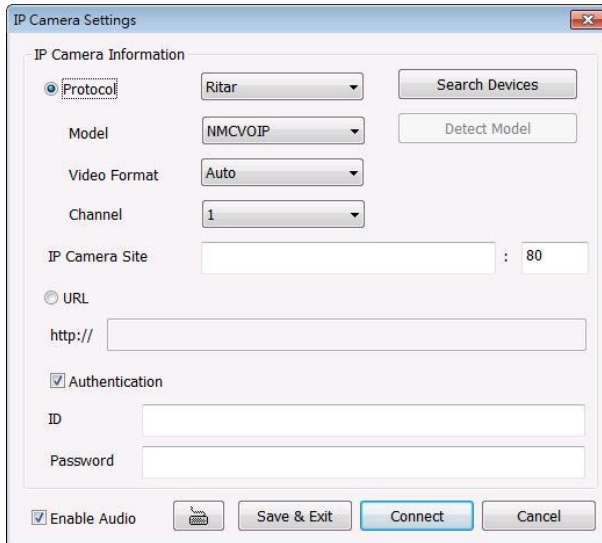 IP Camera Settings
IP Camera Information
Protocol Ritar Search Devices
Model NMCVOIP Detect Model
Video Format Auto
Channel 1
IP Camera Site : 80
URL
http://
Authentication
ID
Password
Enable Audio Save & Exit Connect Cancel